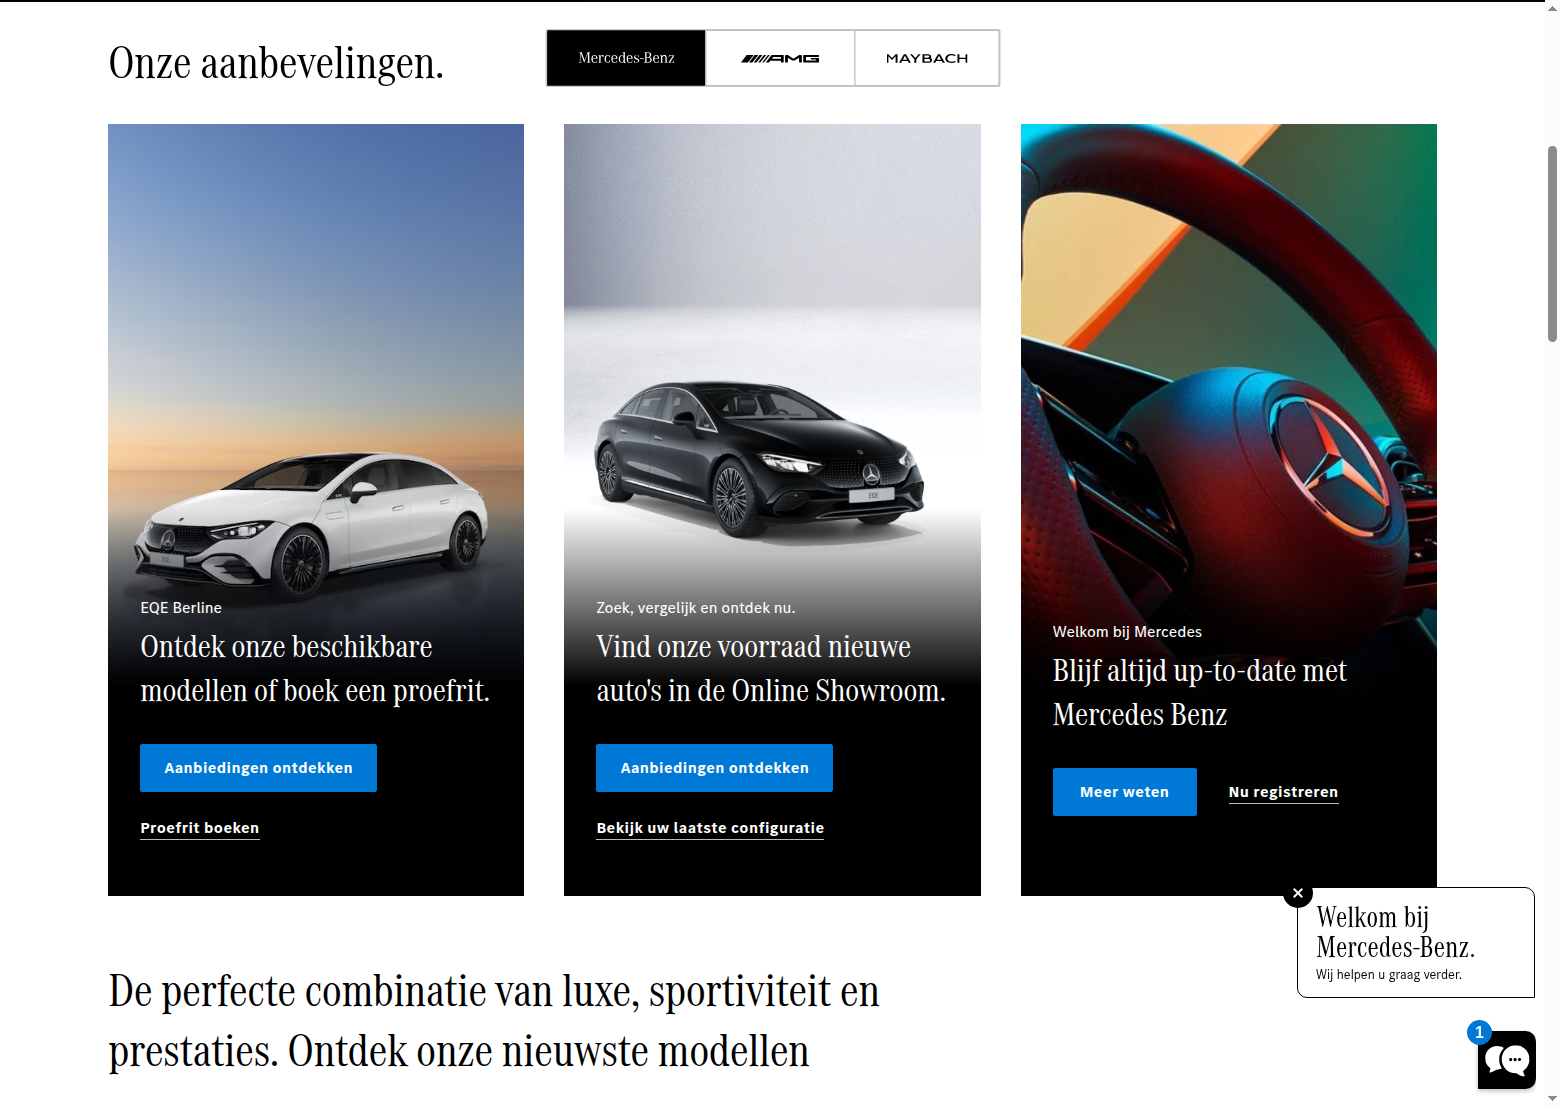 Onze aanbevelingen.
Mercedes-Benz
AMG
MAYBACH
EQE
EQE Berline
Ontdek onze beschikbare
modellen of boek een proefrit.
Aanbiedingen ontdekken
Proefrit boeken
EQE
Zoek, vergelijk en ontdek nu.
Vind onze voorraad nieuwe
auto's in de Online Showroom.
Aanbiedingen ontdekken
Bekijk uw laatste configuratie
Welkom bij Mercedes
Blijf altijd up-to-date met
Mercedes Benz
Meer weten
Nu registreren
De perfecte combinatie van luxe, sportiviteit en
prestaties. Ontdek onze nieuwste modellen
Welkom bij
Mercedes-Benz.
Wij helpen u graag verder.
1